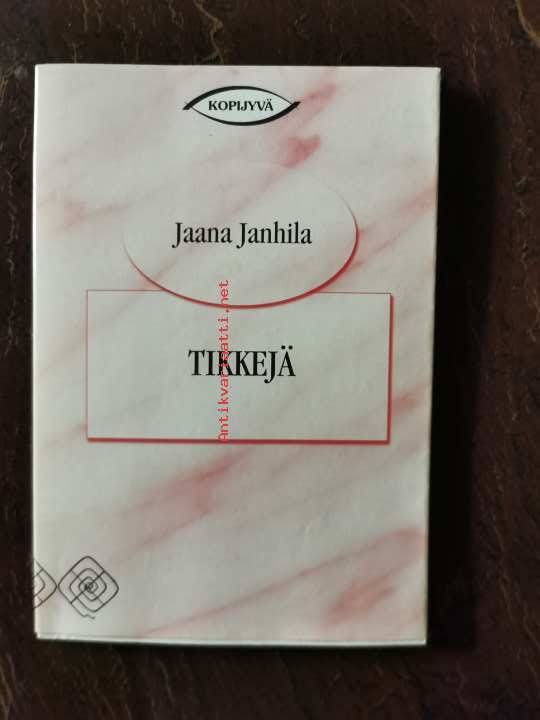 KOPIJYVÄ
Jaana Janhila
TIKKEJÄ
Antikvariaatti.net